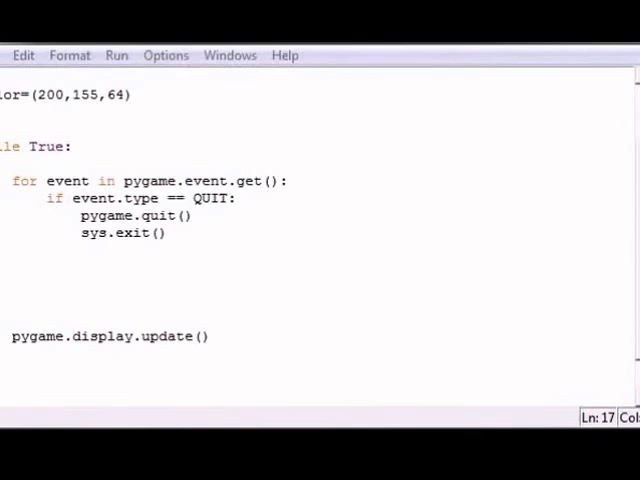 Edit Format Run Options Windows Help
lor=(200,155,64)
le True:
for event in pygame.event.get():
if event.type == QUIT:
pygame.quit()
sys.exit()
pygame.display.update()
Ln: 17 Col: